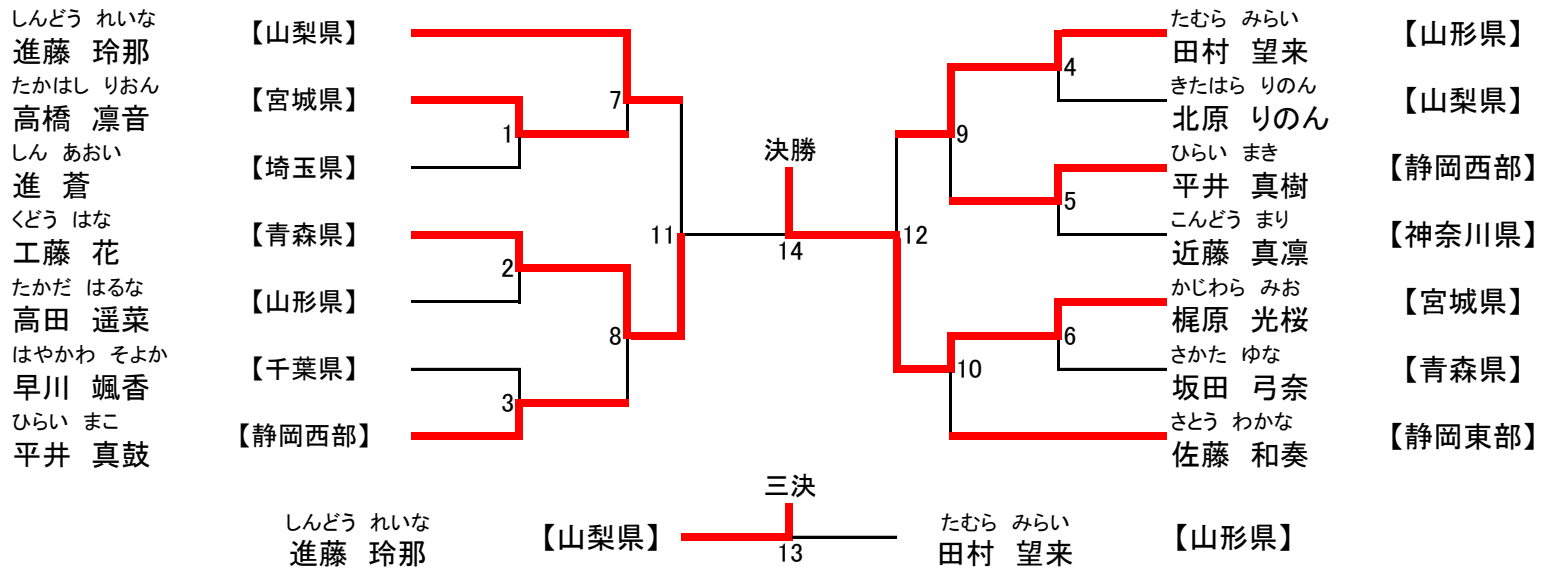 しんどう れいな
進藤 玲那 【山梨県】
たかはし りおん
高橋 凛音 【宮城県】
しん あおい
進 蒼 【埼玉県】
くどう はな
工藤 花 【青森県】
たかだ はるな
高田 遥菜 【山形県】
はやかわ そよか
早川 颯香 【千葉県】
ひらい まこ
平井 真鼓 【静岡西部】
7
1
11
2
8
3
決勝
14
たむら みらい
田村 望来 【山形県】
きたはら りのん
北原 りのん 【山梨県】
ひらい まき
平井 真樹 【静岡西部】
こんどう まり
近藤 真凛 【神奈川県】
かじわら みお
梶原 光桜 【宮城県】
さかた ゆな
坂田 弓奈 【青森県】
さとう わかな
佐藤 和奏 【静岡東部】
4
9
5
12
6
10
三決
しんどう れいな
進藤 玲那 【山梨県】
13
たむら みらい
田村 望来 【山形県】